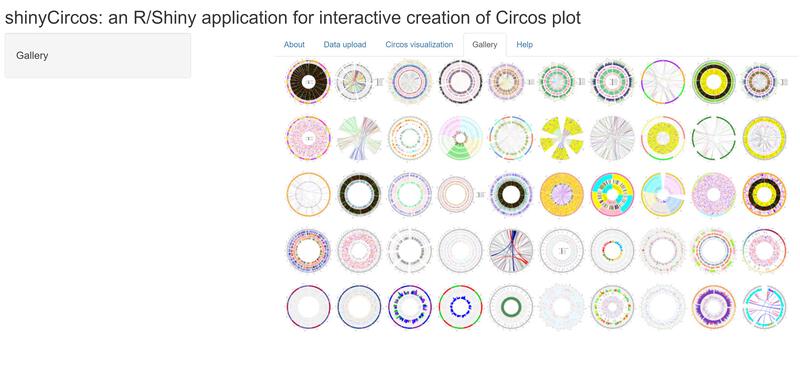 shinyCircos: an R/Shiny application for interactive creation of Circos plot
Gallery
About Data upload Circos visualization Gallery Help